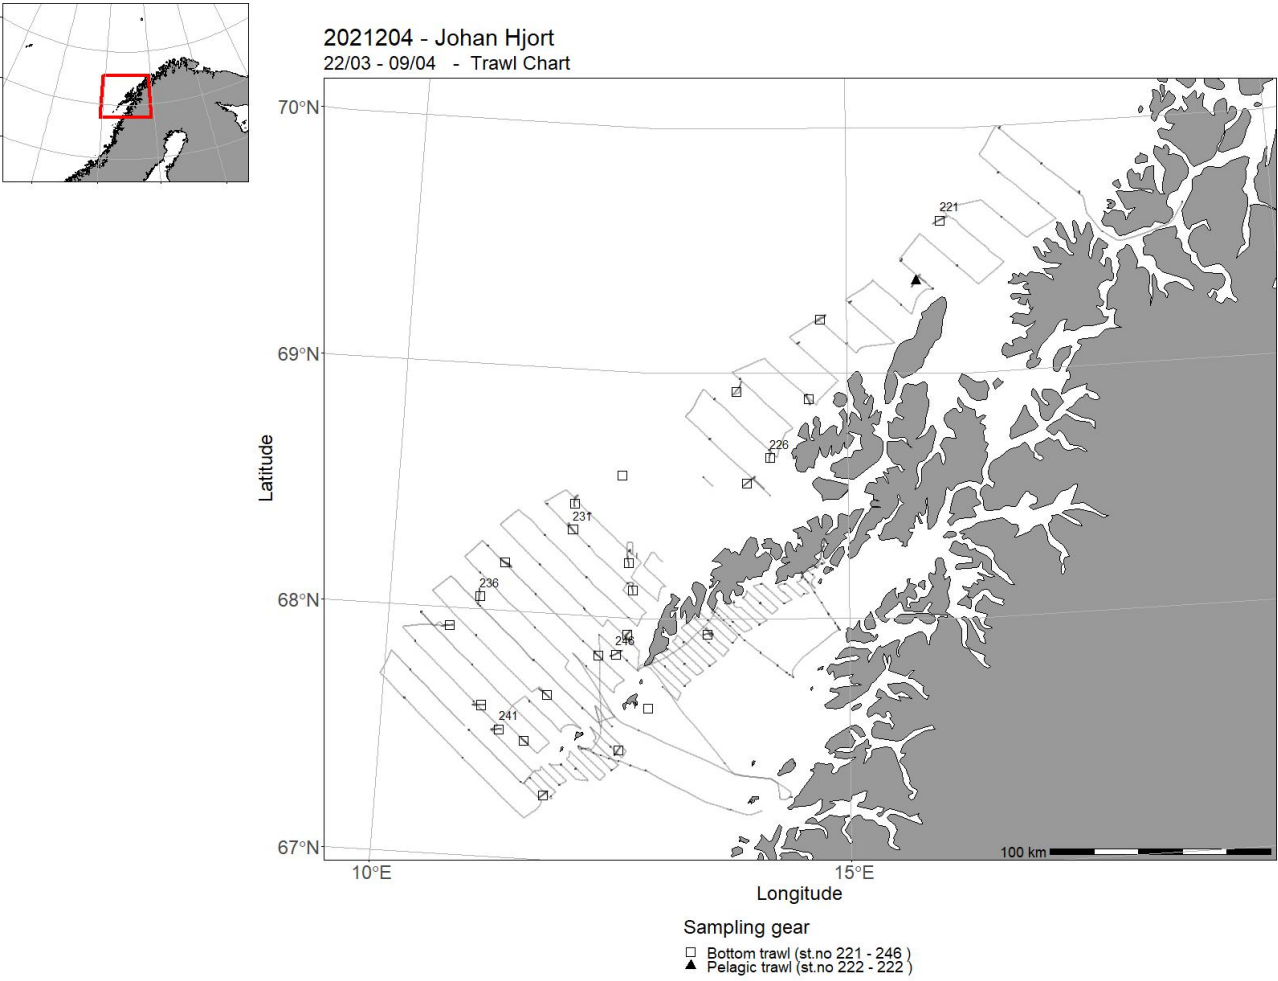 2021204 - Johan Hjort
22/03 - 09/04 - Trawl Chart
70°N
69°N
68°N
67°N
Latitude
221
226
231
236
246
241
100 km
10°E
15°E
Longitude
Sampling gear
Bottom trawl (st.no 221 - 246 )
Pelagic trawl (st.no 222 - 222 )